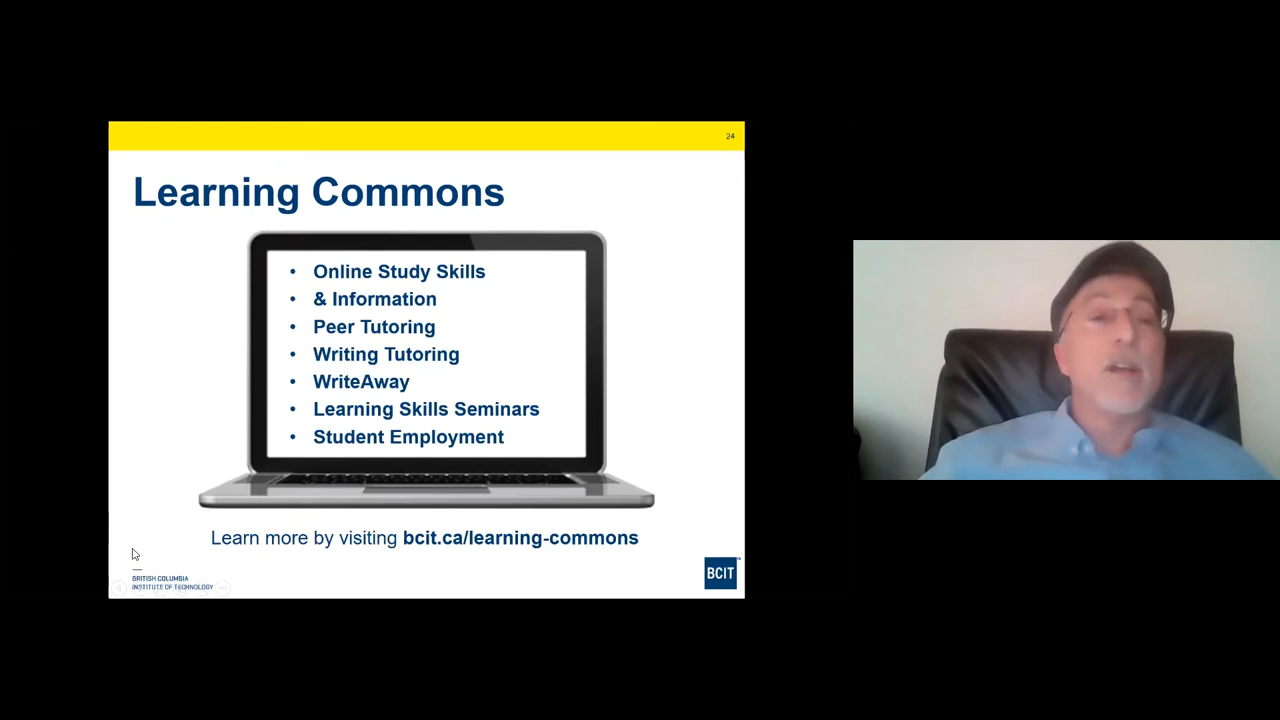 24
Learning Commons
• Online Study Skills
• & Information
• Peer Tutoring
• Writing Tutoring
• WriteAway
• Learning Skills Seminars
• Student Employment
Learn more by visiting bcit.ca/learning-commons
BRITISH COLUMBIA
INSTITUTE OF TECHNOLOGY
BCIT